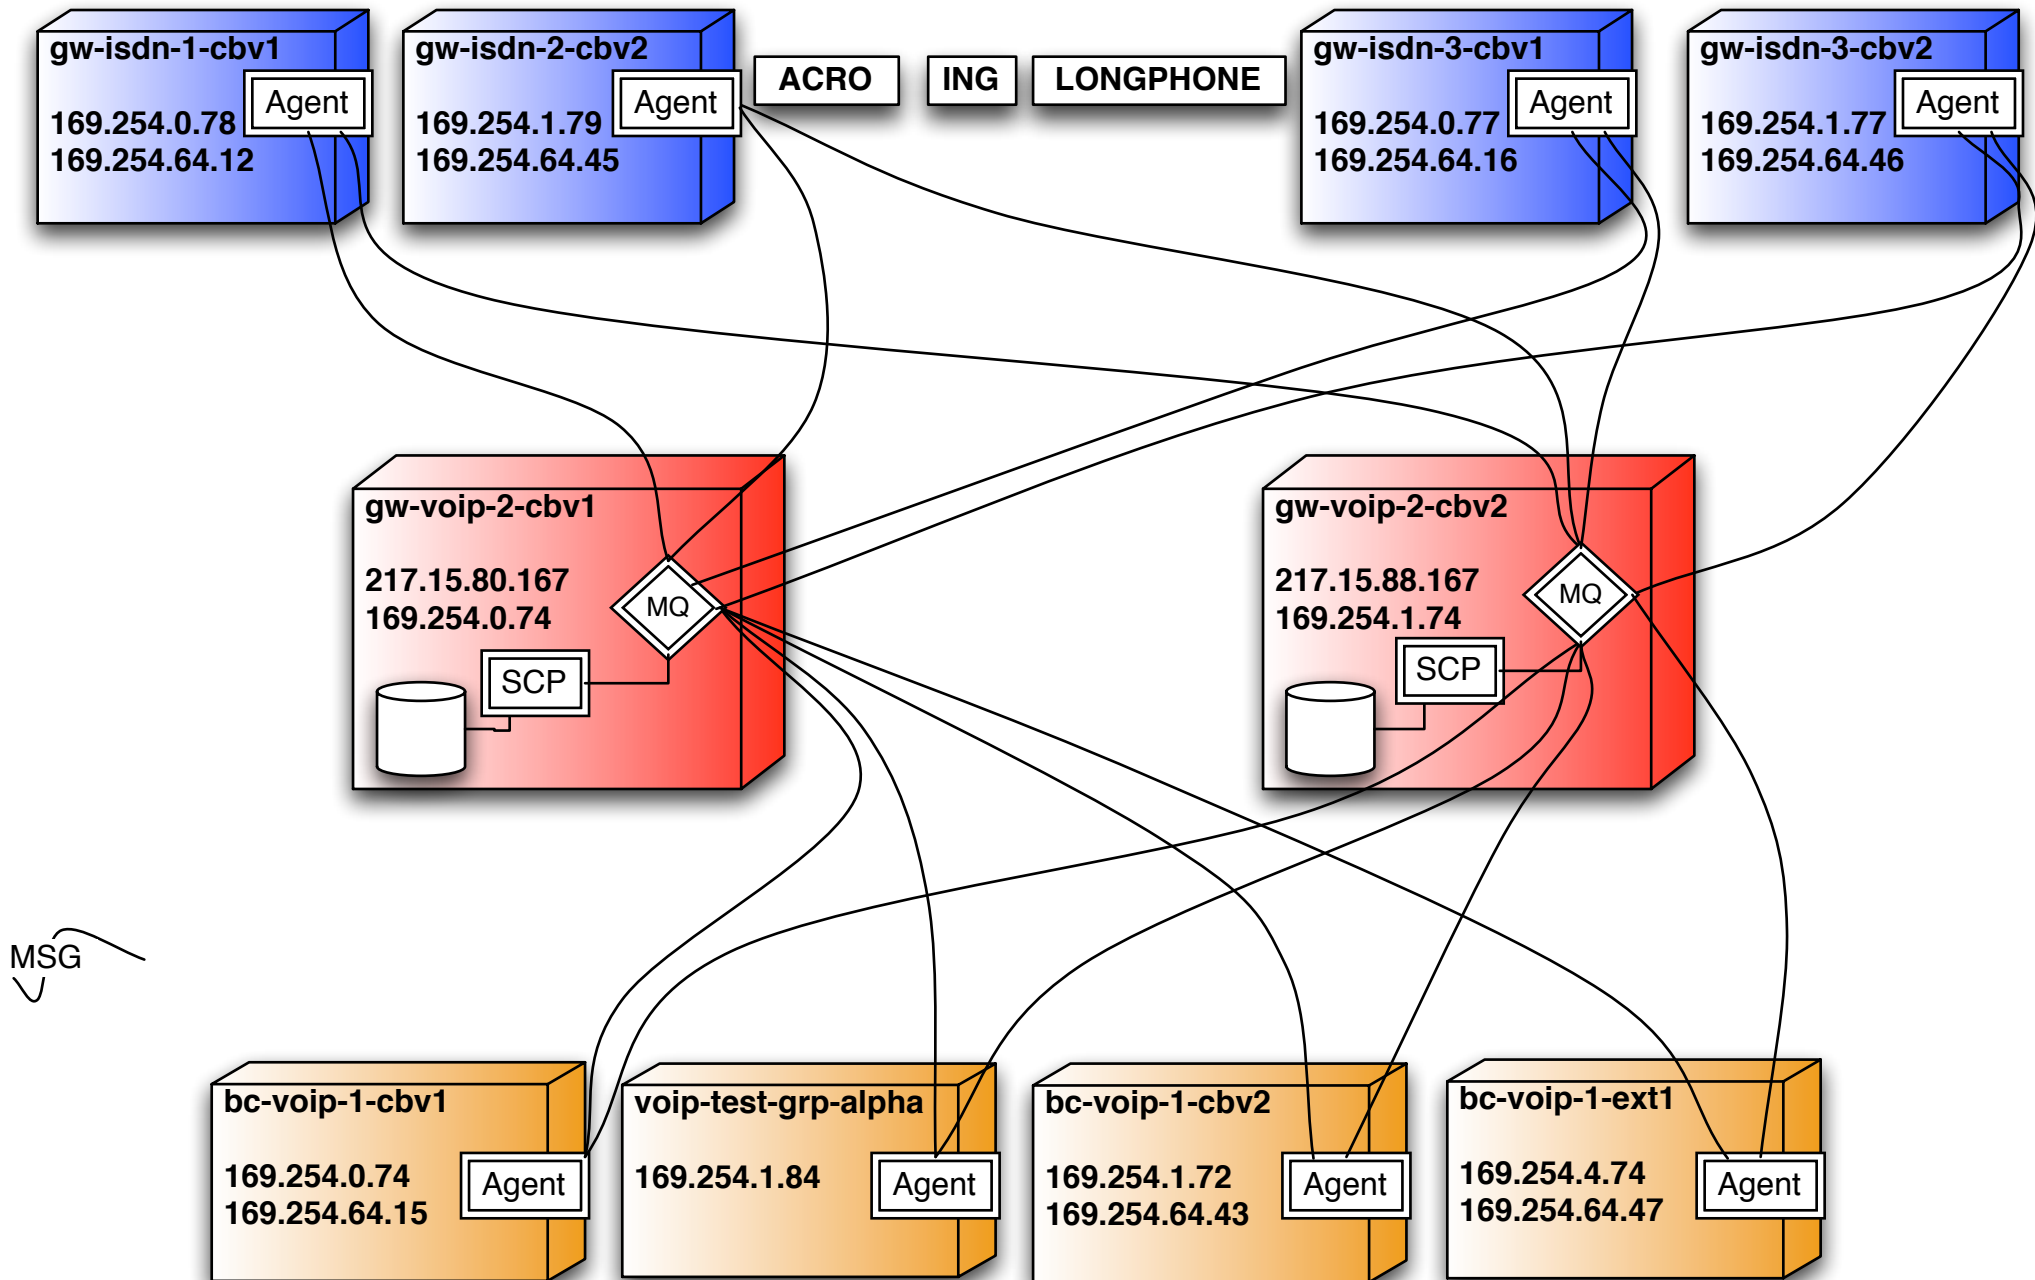 gw-isdn-1-cbv1
Agent
169.254.0.78
169.254.64.12
gw-isdn-2-cbv2
Agent
169.254.1.79
169.254.64.45
ACRO
ING
LONGPHONE
gw-isdn-3-cbv1
Agent
169.254.0.77
169.254.64.16
gw-isdn-3-cbv2
Agent
169.254.1.77
169.254.64.46
gw-voip-2-cbv1
217.15.80.167
169.254.0.74
MQ
SCP
gw-voip-2-cbv2
217.15.88.167
169.254.1.74
MQ
SCP
MSG
bc-voip-1-cbv1
169.254.0.74
169.254.64.15
Agent
voip-test-grp-alpha
169.254.1.84
Agent
bc-voip-1-cbv2
169.254.1.72
169.254.64.43
Agent
bc-voip-1-ext1
169.254.4.74
169.254.64.47
Agent